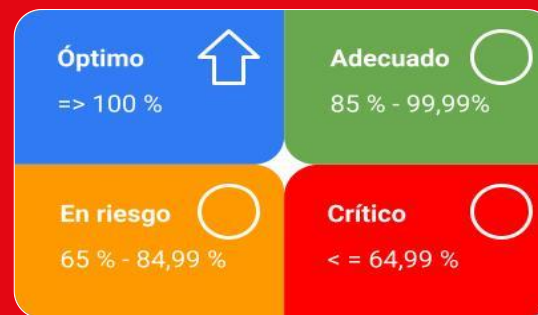 Óptimo
=> 100 %
Adecuado
85 % - 99,99%
En riesgo
65 % - 84,99 %
Crítico
< = 64,99 %